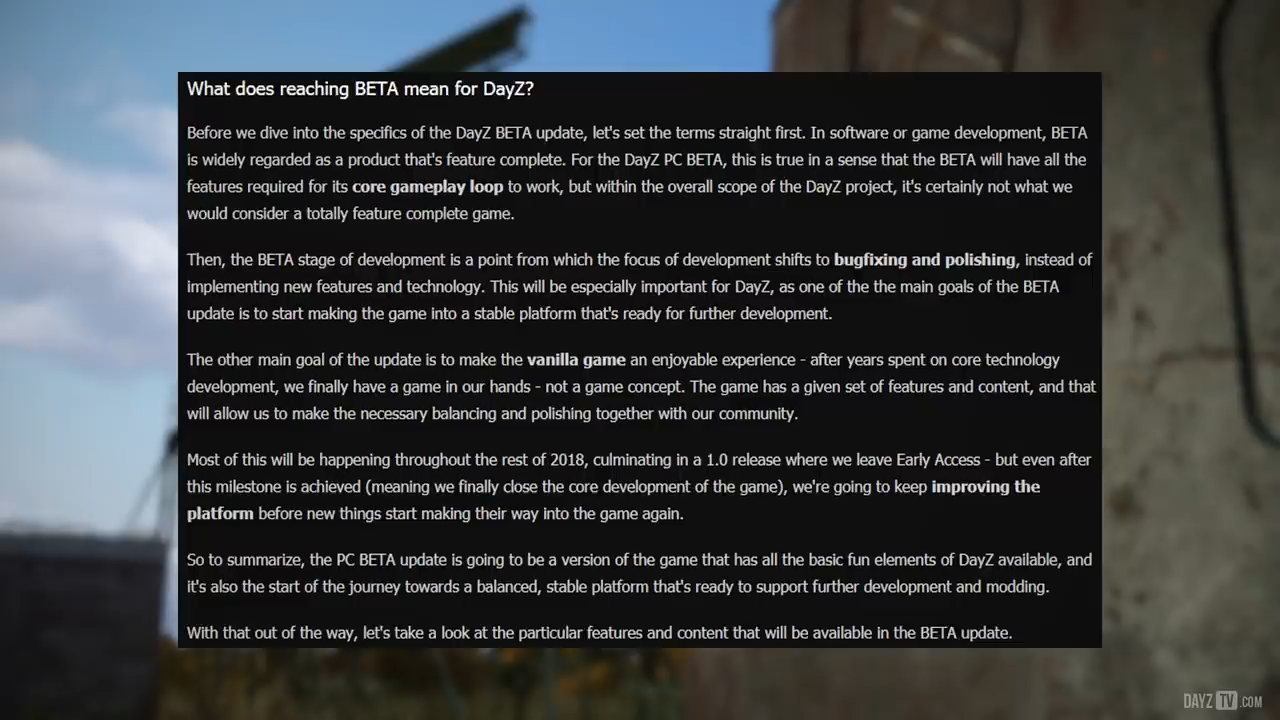 What does reaching BETA mean for DayZ?
Before we dive into the specifics of the DayZ BETA update, let's set the terms straight first. In software or game development, BETA
is widely regarded as a product that's feature complete. For the DayZ PC BETA, this is true in a sense that the BETA will have all the
features required for its core gameplay loop to work, but within the overall scope of the DayZ project, it's certainly not what we
would consider a totally feature complete game.
Then, the BETA stage of development is a point from which the focus of development shifts to bugfixing and polishing, instead of
implementing new features and technology. This will be especially important for DayZ, as one of the the main goals of the BETA
update is to start making the game into a stable platform that's ready for further development.
The other main goal of the update is to make the vanilla game an enjoyable experience - after years spent on core technology
development, we finally have a game in our hands - not a game concept. The game has a given set of features and content, and that
will allow us to make the necessary balancing and polishing together with our community.
Most of this will be happening throughout the rest of 2018, culminating in a 1.0 release where we leave Early Access - but even after
this milestone is achieved (meaning we finally close the core development of the game), we're going to keep improving the
platform before new things start making their way into the game again.
So to summarize, the PC BETA update is going to be a version of the game that has all the basic fun elements of DayZ available, and
it's also the start of the journey towards a balanced, stable platform that's ready to support further development and modding.
With that out of the way, let's take a look at the particular features and content that will be available in the BETA update.
DAYZ TV .COM